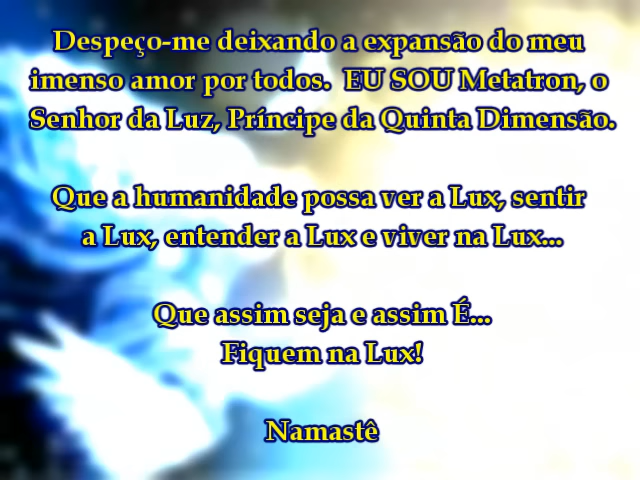 Despeço-me deixando a expansão do meu
imenso amor por todos. EU SOU Metatron, o
Senhor da Luz, Príncipe da Quinta Dimensão.
Que a humanidade possa ver a Lux, sentir
a Lux, entender a Lux e viver na Lux...
Que assim seja e assim É...
Fiquem na Lux!
Namastê